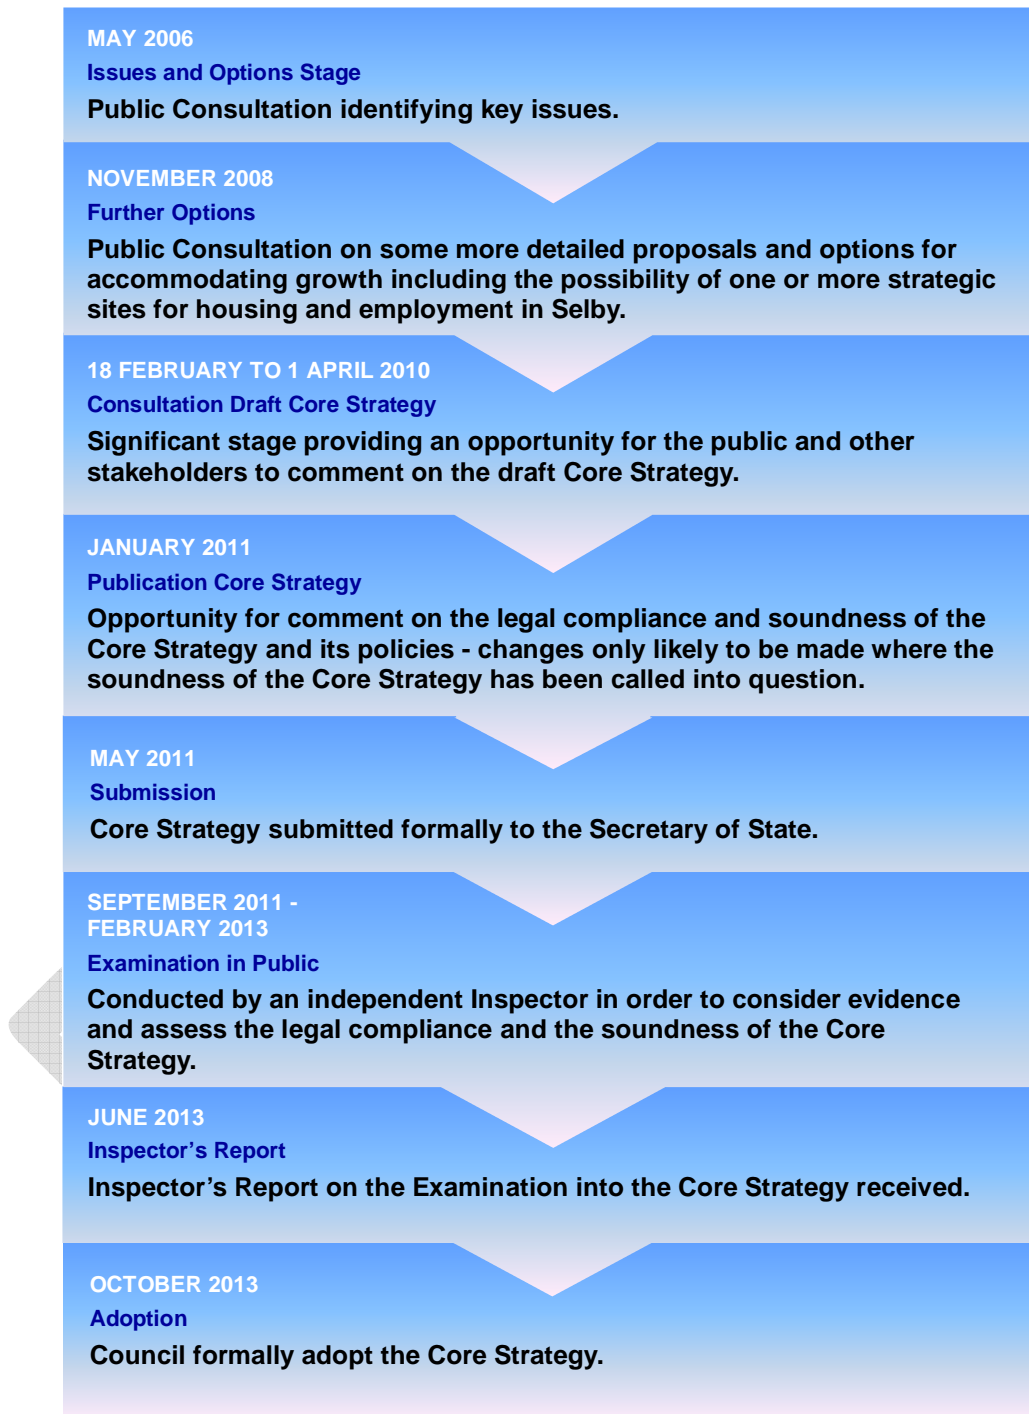 MAY 2006
Issues and Options Stage
Public Consultation identifying key issues.
NOVEMBER 2008
Further Options
Public Consultation on some more detailed proposals and options for
accommodating growth including the possibility of one or more strategic
sites for housing and employment in Selby.
18 FEBRUARY TO 1 APRIL 2010
Consultation Draft Core Strategy
Significant stage providing an opportunity for the public and other
stakeholders to comment on the draft Core Strategy.
JANUARY 2011
Publication Core Strategy
Opportunity for comment on the legal compliance and soundness of the
Core Strategy and its policies - changes only likely to be made where the
soundness of the Core Strategy has been called into question.
MAY 2011
Submission
Core Strategy submitted formally to the Secretary of State.
SEPTEMBER 2011 -
FEBRUARY 2013
Examination in Public
Conducted by an independent Inspector in order to consider evidence
and assess the legal compliance and the soundness of the Core
Strategy.
JUNE 2013
Inspector’s Report
Inspector’s Report on the Examination into the Core Strategy received.
OCTOBER 2013
Adoption
Council formally adopt the Core Strategy.